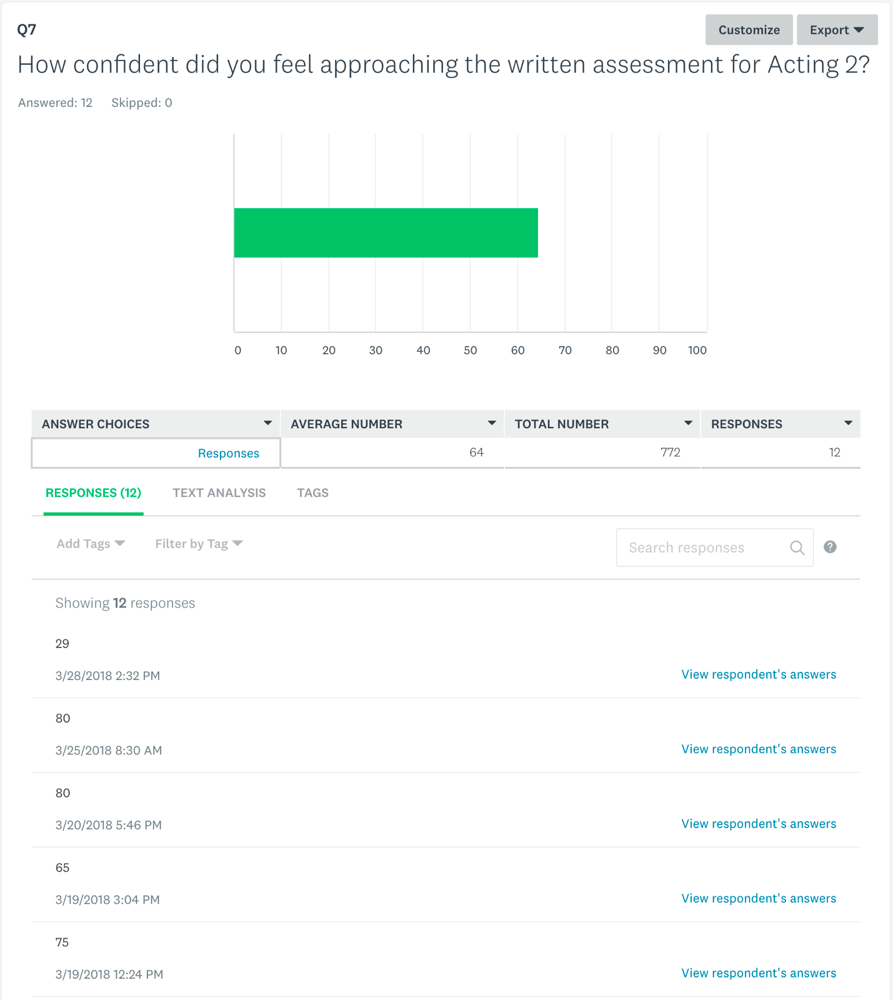 Q7
Customize
Export
How confident did you feel approaching the written assessment for Acting 2?
Answered: 12 Skipped: 0
0 10 20 30 40 50 60 70 80 90 100
ANSWER CHOICES AVERAGE NUMBER TOTAL NUMBER RESPONSES
Responses 64 772 12
RESPONSES (12) TEXT ANALYSIS TAGS
Add Tags Filter by Tag Search responses ?
Showing 12 responses
29
3/28/2018 2:32 PM View respondent's answers
80
3/25/2018 8:30 AM View respondent's answers
80
3/20/2018 5:46 PM View respondent's answers
65
3/19/2018 3:04 PM View respondent's answers
75
3/19/2018 12:24 PM View respondent's answers